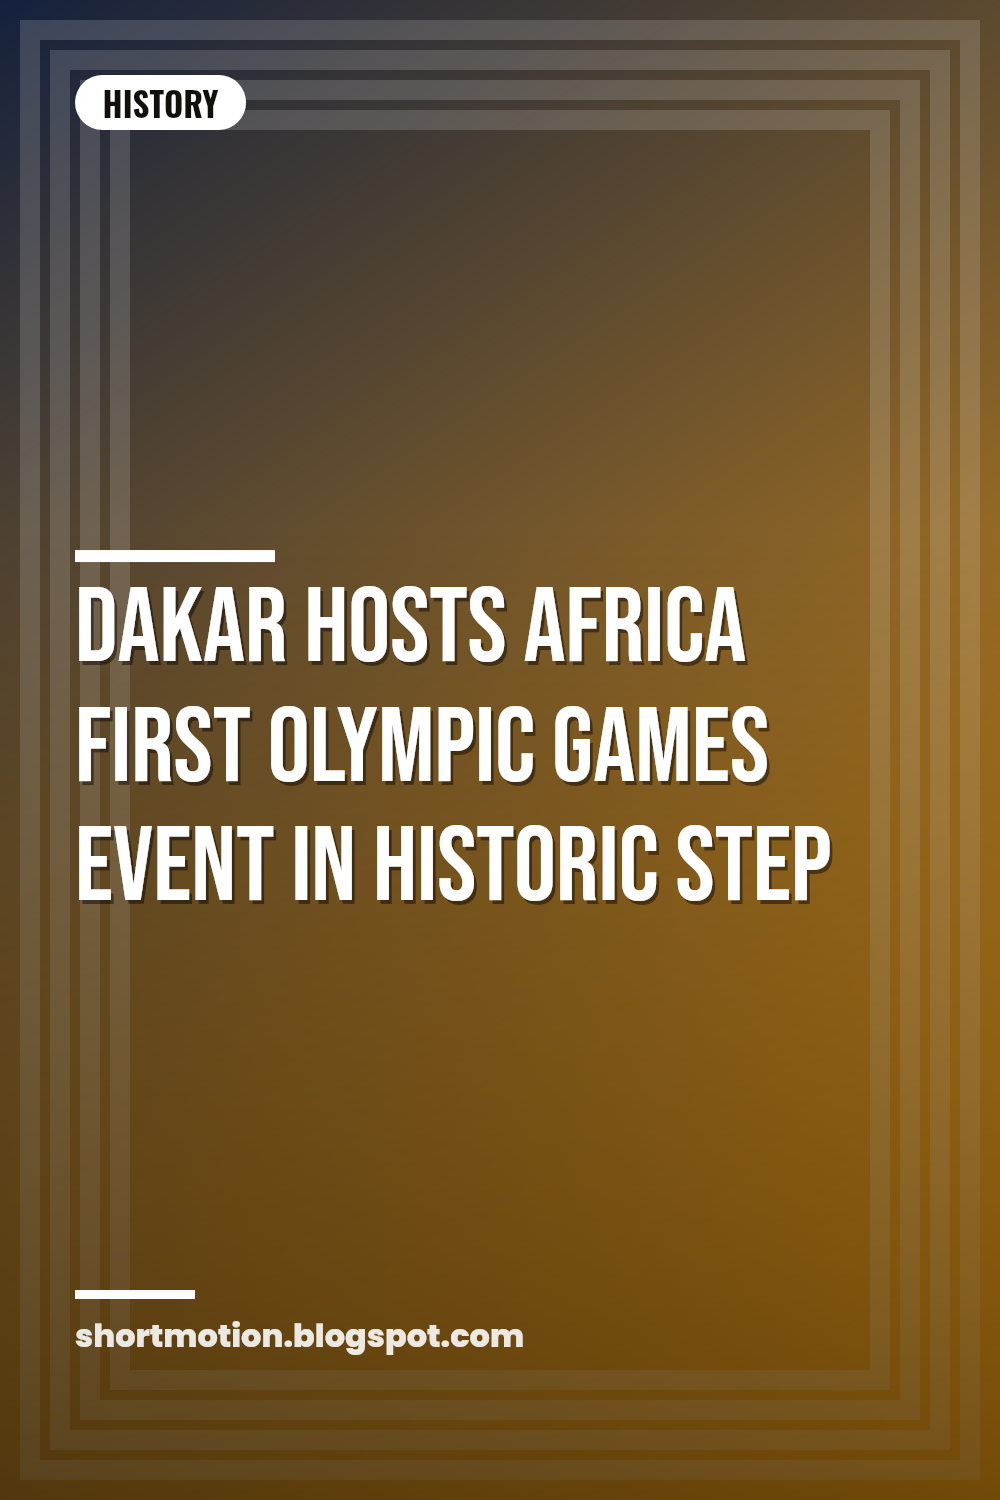 HISTORY
DAKAR HOSTS AFRICA
FIRST OLYMPIC GAMES
EVENT IN HISTORIC STEP
shortmotion.blogspot.com